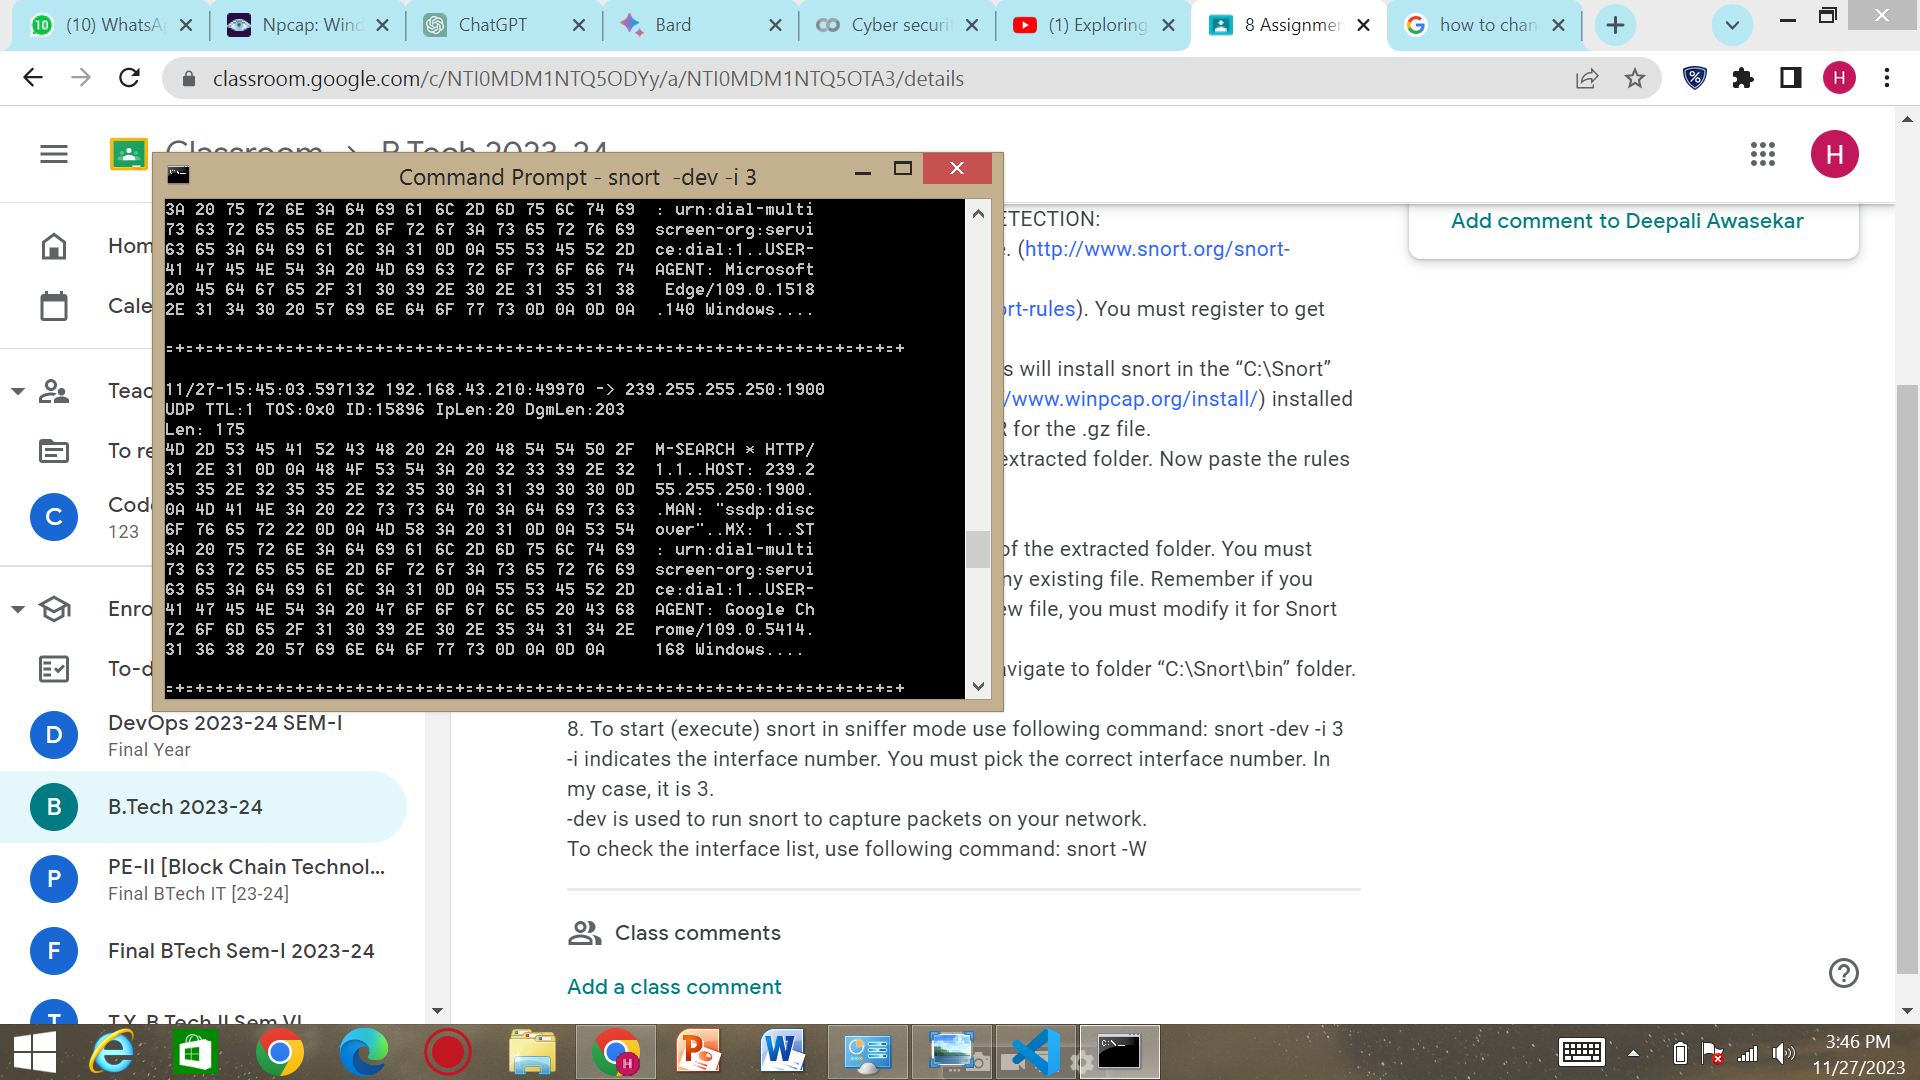 (10) WhatsA
Npcap: Wind
ChatGPT
Bard
Cyber securi
(1) Exploring
8 Assignmen
how to chan
classroom.google.com/c/NTI0MDM1NTQ5ODYy/a/NTI0MDM1NTQ5OTA3/details
H
Classroom > B.Tech 2023-24
H
Command Prompt - snort -dev -i 3
3A 20 75 72 6E 3A 64 69 61 6C 2D 6D 75 6C 74 69 : urn:dial-multi
73 63 72 65 65 6E 2D 6F 72 67 3A 73 65 72 76 69 screen-org:servi
63 65 3A 64 69 61 6C 3A 31 0D 0A 55 53 45 52 2D ce:dial:1..USER-
41 47 45 4E 54 3A 20 4D 69 63 72 6F 73 6F 66 74 AGENT: Microsoft
20 45 64 67 65 2F 31 30 39 2E 30 2E 31 35 31 38 Edge/109.0.1518
2E 31 34 30 20 57 69 6E 64 6F 77 73 0D 0A 0D 0A .140 Windows....
=+=+=+=+=+=+=+=+=+=+=+=+=+=+=+=+=+=+=+=+=+=+=+=+=+=+=+=+=+=+=+=+=+=+=+=+=+
11/27-15:45:03.597132 192.168.43.210:49970 -> 239.255.255.250:1900
UDP TTL:1 TOS:0x0 ID:15896 IpLen:20 DgmLen:203
Len: 175
4D 2D 53 45 41 52 43 48 20 2A 20 48 54 54 50 2F M-SEARCH * HTTP/
31 2E 31 0D 0A 48 4F 53 54 3A 20 32 33 39 2E 32 1.1..HOST: 239.2
35 35 2E 32 35 35 2E 32 35 30 3A 31 39 30 30 0D 55.255.250:1900.
0A 4D 41 4E 3A 20 22 73 73 64 70 3A 64 69 73 63 .MAN: "ssdp:disc
6F 76 65 72 22 0D 0A 4D 58 3A 20 31 0D 0A 53 54 over"..MX: 1..ST
3A 20 75 72 6E 3A 64 69 61 6C 2D 6D 75 6C 74 69 : urn:dial-multi
73 63 72 65 65 6E 2D 6F 72 67 3A 73 65 72 76 69 screen-org:servi
63 65 3A 64 69 61 6C 3A 31 0D 0A 55 53 45 52 2D ce:dial:1..USER-
41 47 45 4E 54 3A 20 47 6F 6F 67 6C 65 20 43 68 AGENT: Google Ch
72 6F 6D 65 2F 31 30 39 2E 30 2E 35 34 31 34 2E rome/109.0.5414.
31 36 38 20 57 69 6E 64 6F 77 73 0D 0A 0D 0A 168 Windows....
=+=+=+=+=+=+=+=+=+=+=+=+=+=+=+=+=+=+=+=+=+=+=+=+=+=+=+=+=+=+=+=+=+=+=+=+=+
Hom
Cale
Teac
To re
C
Code
123
Enro
To-d
D
DevOps 2023-24 SEM-I
Final Year
B
B.Tech 2023-24
P
PE-II [Block Chain Technol...
Final BTech IT [23-24]
F
Final BTech Sem-I 2023-24
T
T.Y. B.Tech II Sem VI
ETECTION:
e. (http://www.snort.org/snort-
ort-rules). You must register to get
s will install snort in the “C:\Snort”
//www.winpcap.org/install/) installed
R for the .gz file.
extracted folder. Now paste the rules
of the extracted folder. You must
ny existing file. Remember if you
ew file, you must modify it for Snort
avigate to folder “C:\Snort\bin” folder.
8. To start (execute) snort in sniffer mode use following command: snort -dev -i 3
-i indicates the interface number. You must pick the correct interface number. In
my case, it is 3.
-dev is used to run snort to capture packets on your network.
To check the interface list, use following command: snort -W
Class comments
Add a class comment
Add comment to Deepali Awasekar
3:46 PM
11/27/2023